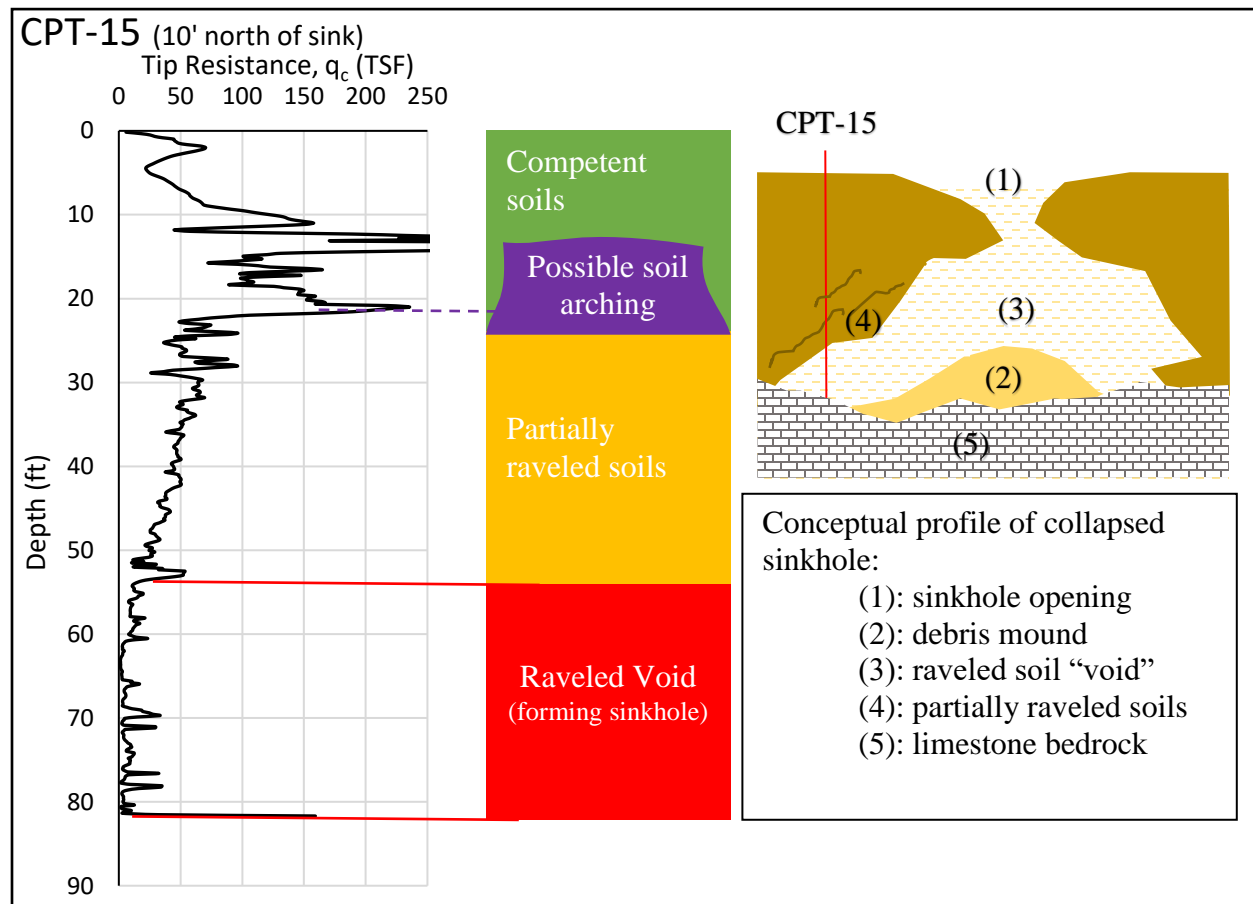 CPT-15 (10' north of sink)
Tip Resistance, qc (TSF)
0 50 100 150 200 250
0
10
20
30
40
50
60
70
80
90
Depth (ft)
Competent
soils
Possible soil
arching
Partially
raveled soils
Raveled Void
(forming sinkhole)
CPT-15
(1)
(3)
(4)
(2)
(5)
Conceptual profile of collapsed
sinkhole:
(1): sinkhole opening
(2): debris mound
(3): raveled soil “void”
(4): partially raveled soils
(5): limestone bedrock